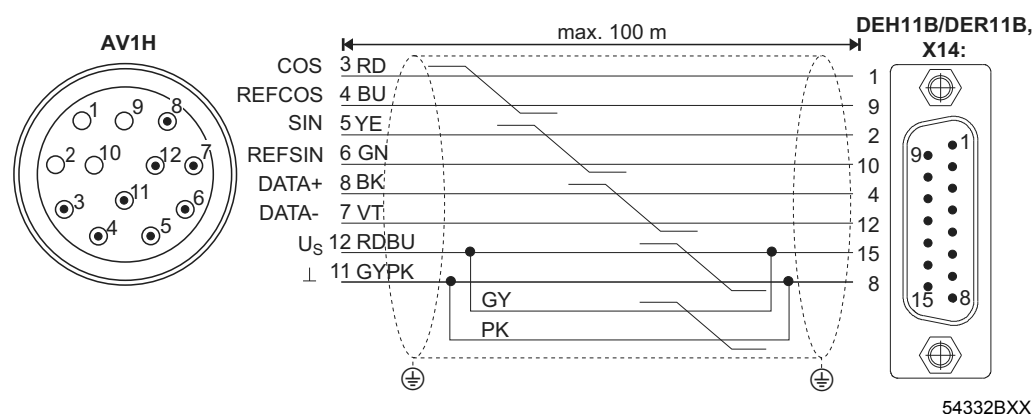 AV1H
max. 100 m
DEH11B/DER11B,
X14:
COS 3 RD 1
REFCOS 4 BU 9
SIN 5 YE 2
REFSIN 6 GN 10
DATA+ 8 BK 4
DATA- 7 VT 12
US 12 RDBU 15
⊥ 11 GYPK 8
GY
PK
1 9 8
2 10 12 7
11
3 6
4 5
9 1
15 8
54332BXX